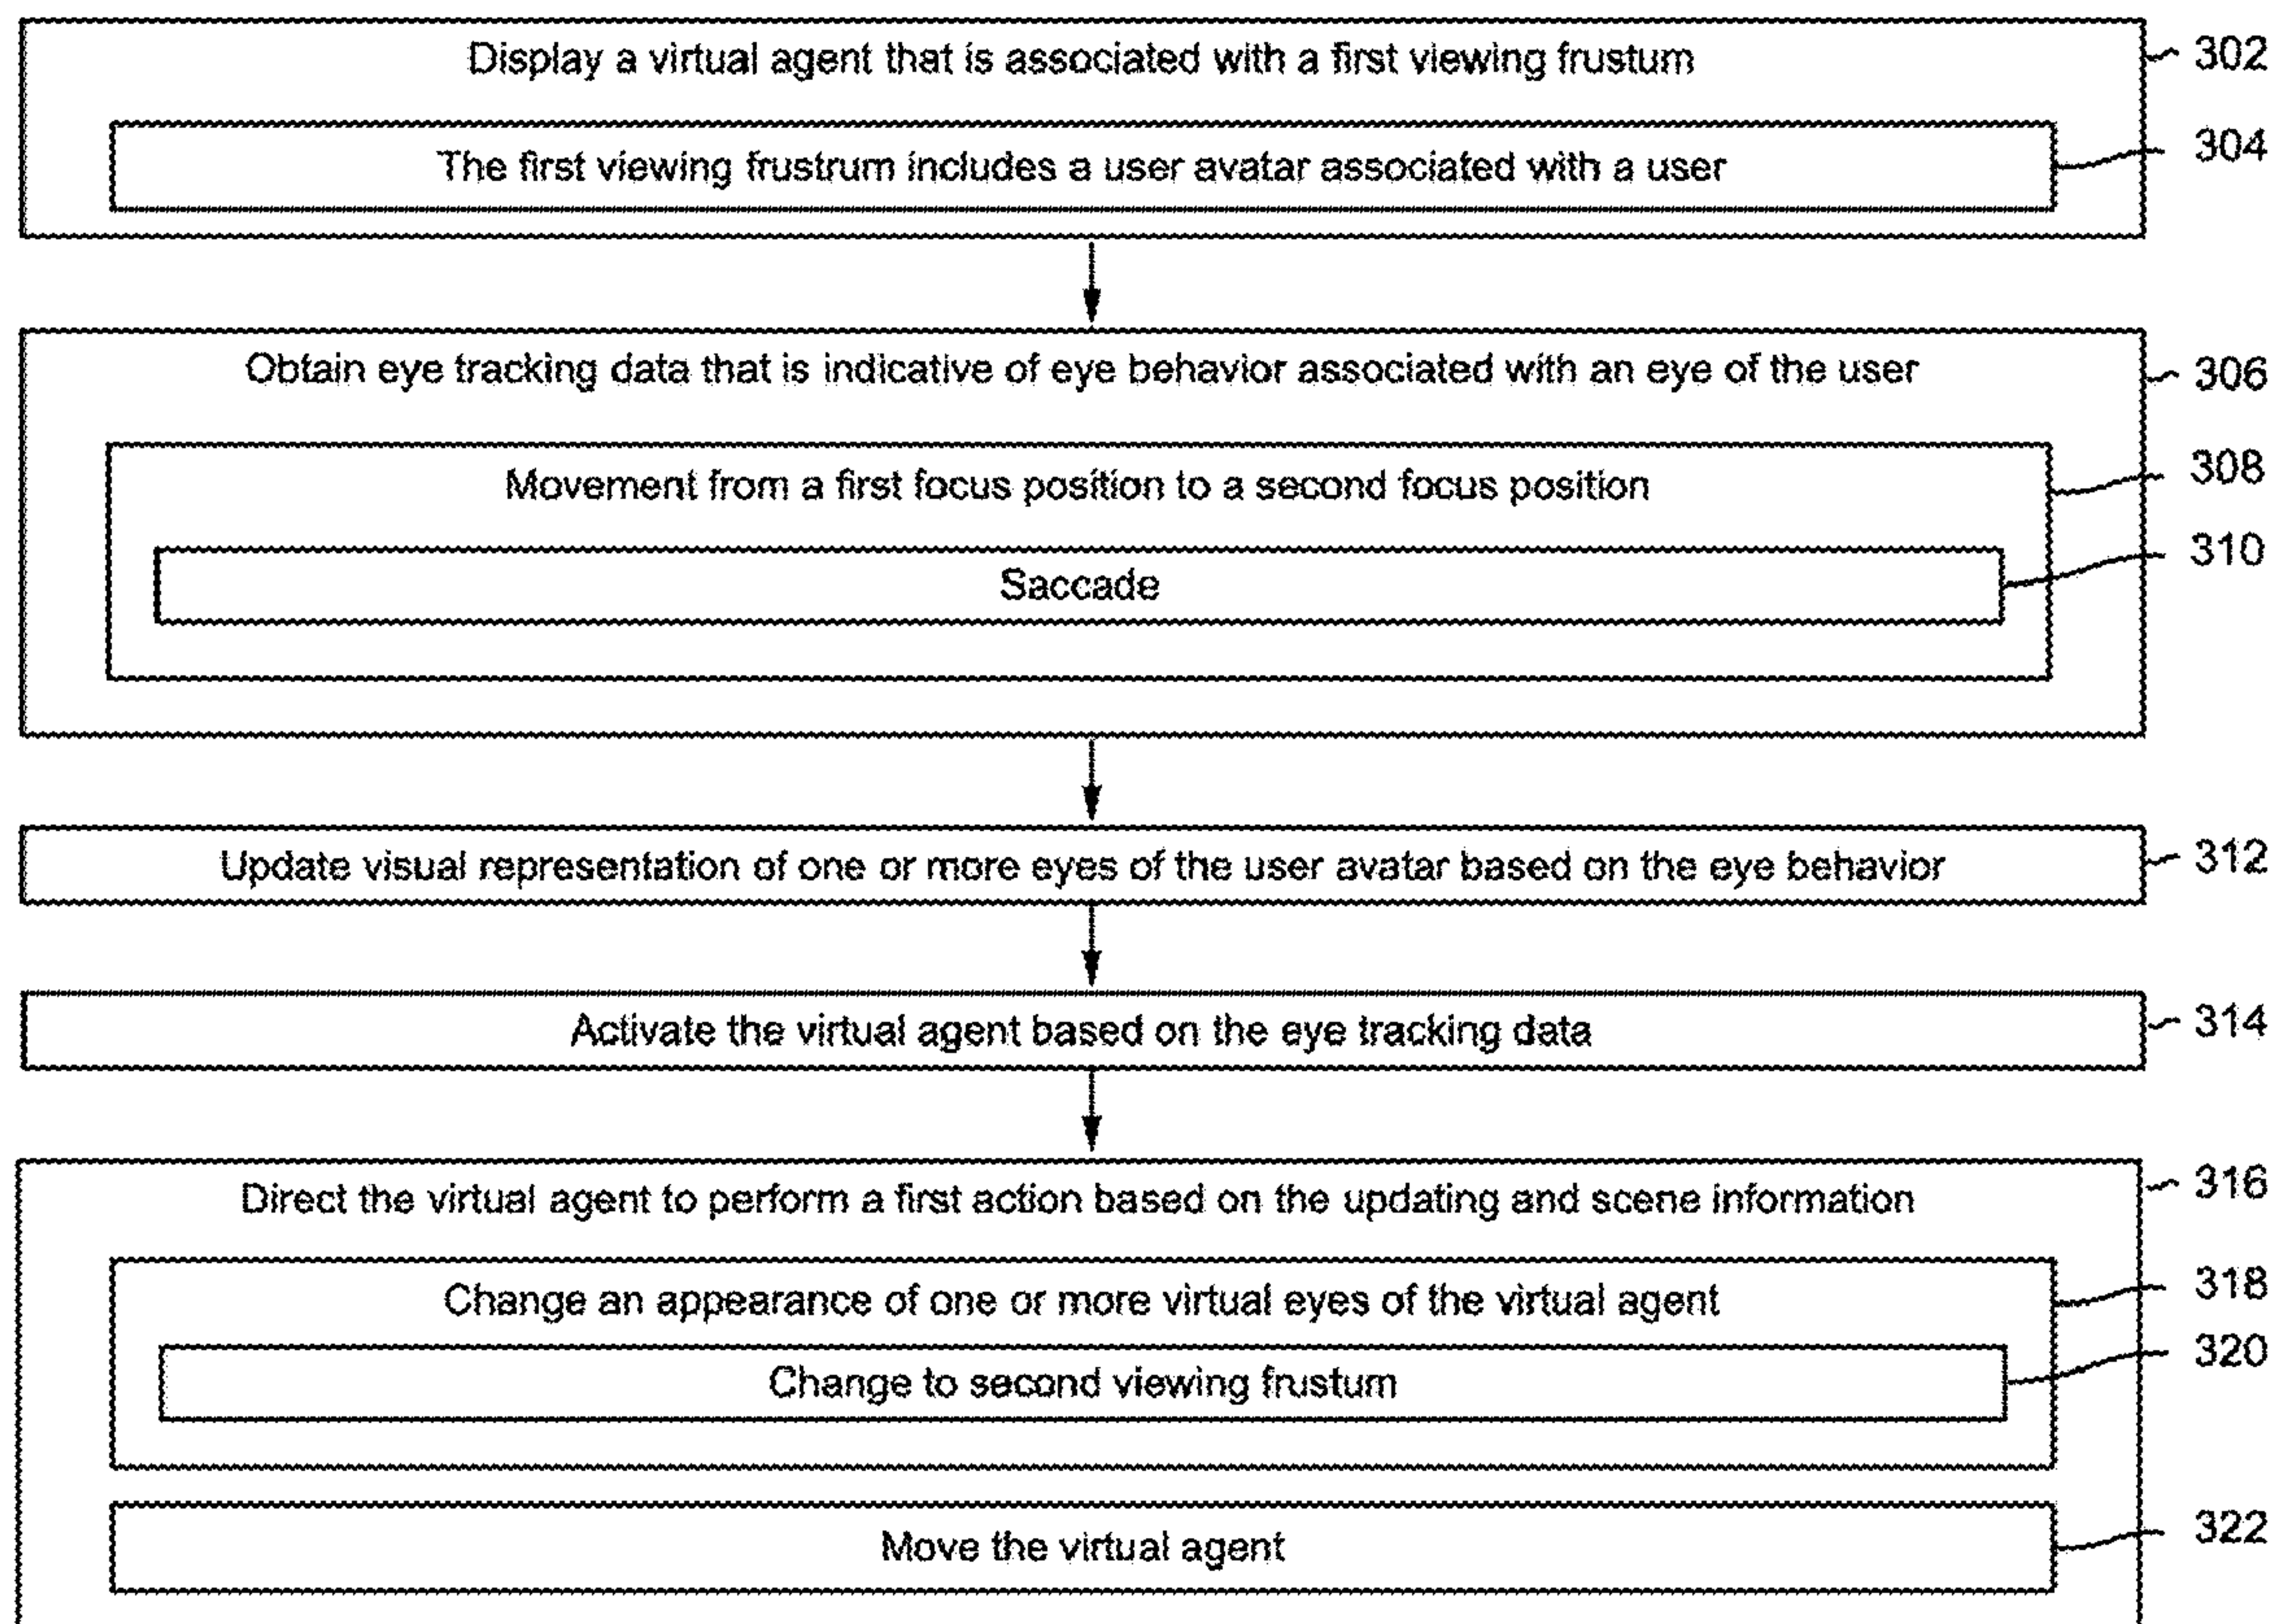 Display a virtual agent that is associated with a first viewing frustum
302
The first viewing frustrum includes a user avatar associated with a user
304
Obtain eye tracking data that is indicative of eye behavior associated with an eye of the user
306
Movement from a first focus position to a second focus position
308
Saccade
310
Update visual representation of one or more eyes of the user avatar based on the eye behavior
312
Activate the virtual agent based on the eye tracking data
314
Direct the virtual agent to perform a first action based on the updating and scene information
316
Change an appearance of one or more virtual eyes of the virtual agent
318
Change to second viewing frustum
320
Move the virtual agent
322